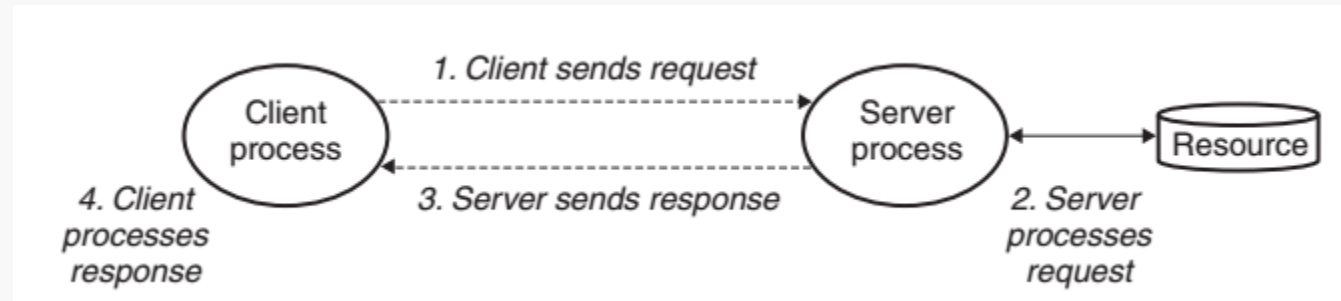 1. Client sends request
Client
process
Server
process
Resource
3. Server sends response
4. Client
processes
response
2. Server
processes
request